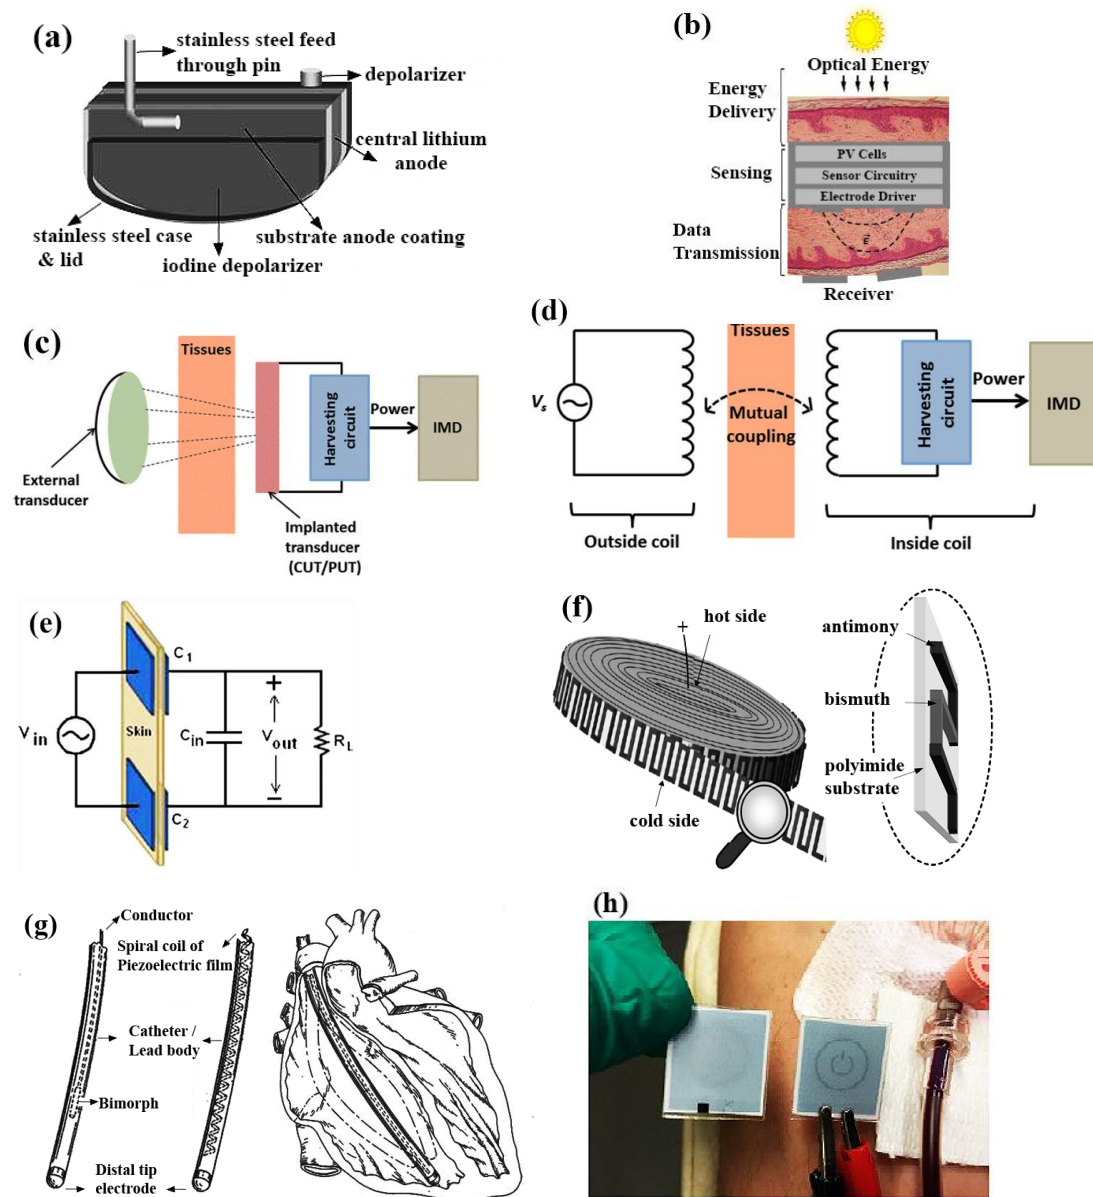 (a)
stainless steel feed
through pin
depolarizer
central lithium
anode
stainless steel case
& lid
substrate anode coating
iodine depolarizer
(b)
Optical Energy
Energy
Delivery
PV Cells
Sensing
Sensor Circuitry
Electrode Driver
Data
Transmission
ε
Receiver
(c)
Tissues
External
transducer
Harvesting
circuit
Power
IMD
Implanted
transducer
(CUT/PUT)
(d)
Tissues
Vs
Mutual
coupling
Harvesting
circuit
Power
IMD
Outside coil
Inside coil
(e)
C1
+
Vin
Skin
Cin
Vout
RL
−
C2
(f)
+
hot side
cold side
antimony
bismuth
polyimide
substrate
(g)
Conductor
Spiral coil of
Piezoelectric film
Catheter /
Lead body
Bimorph
Distal tip
electrode
(h)